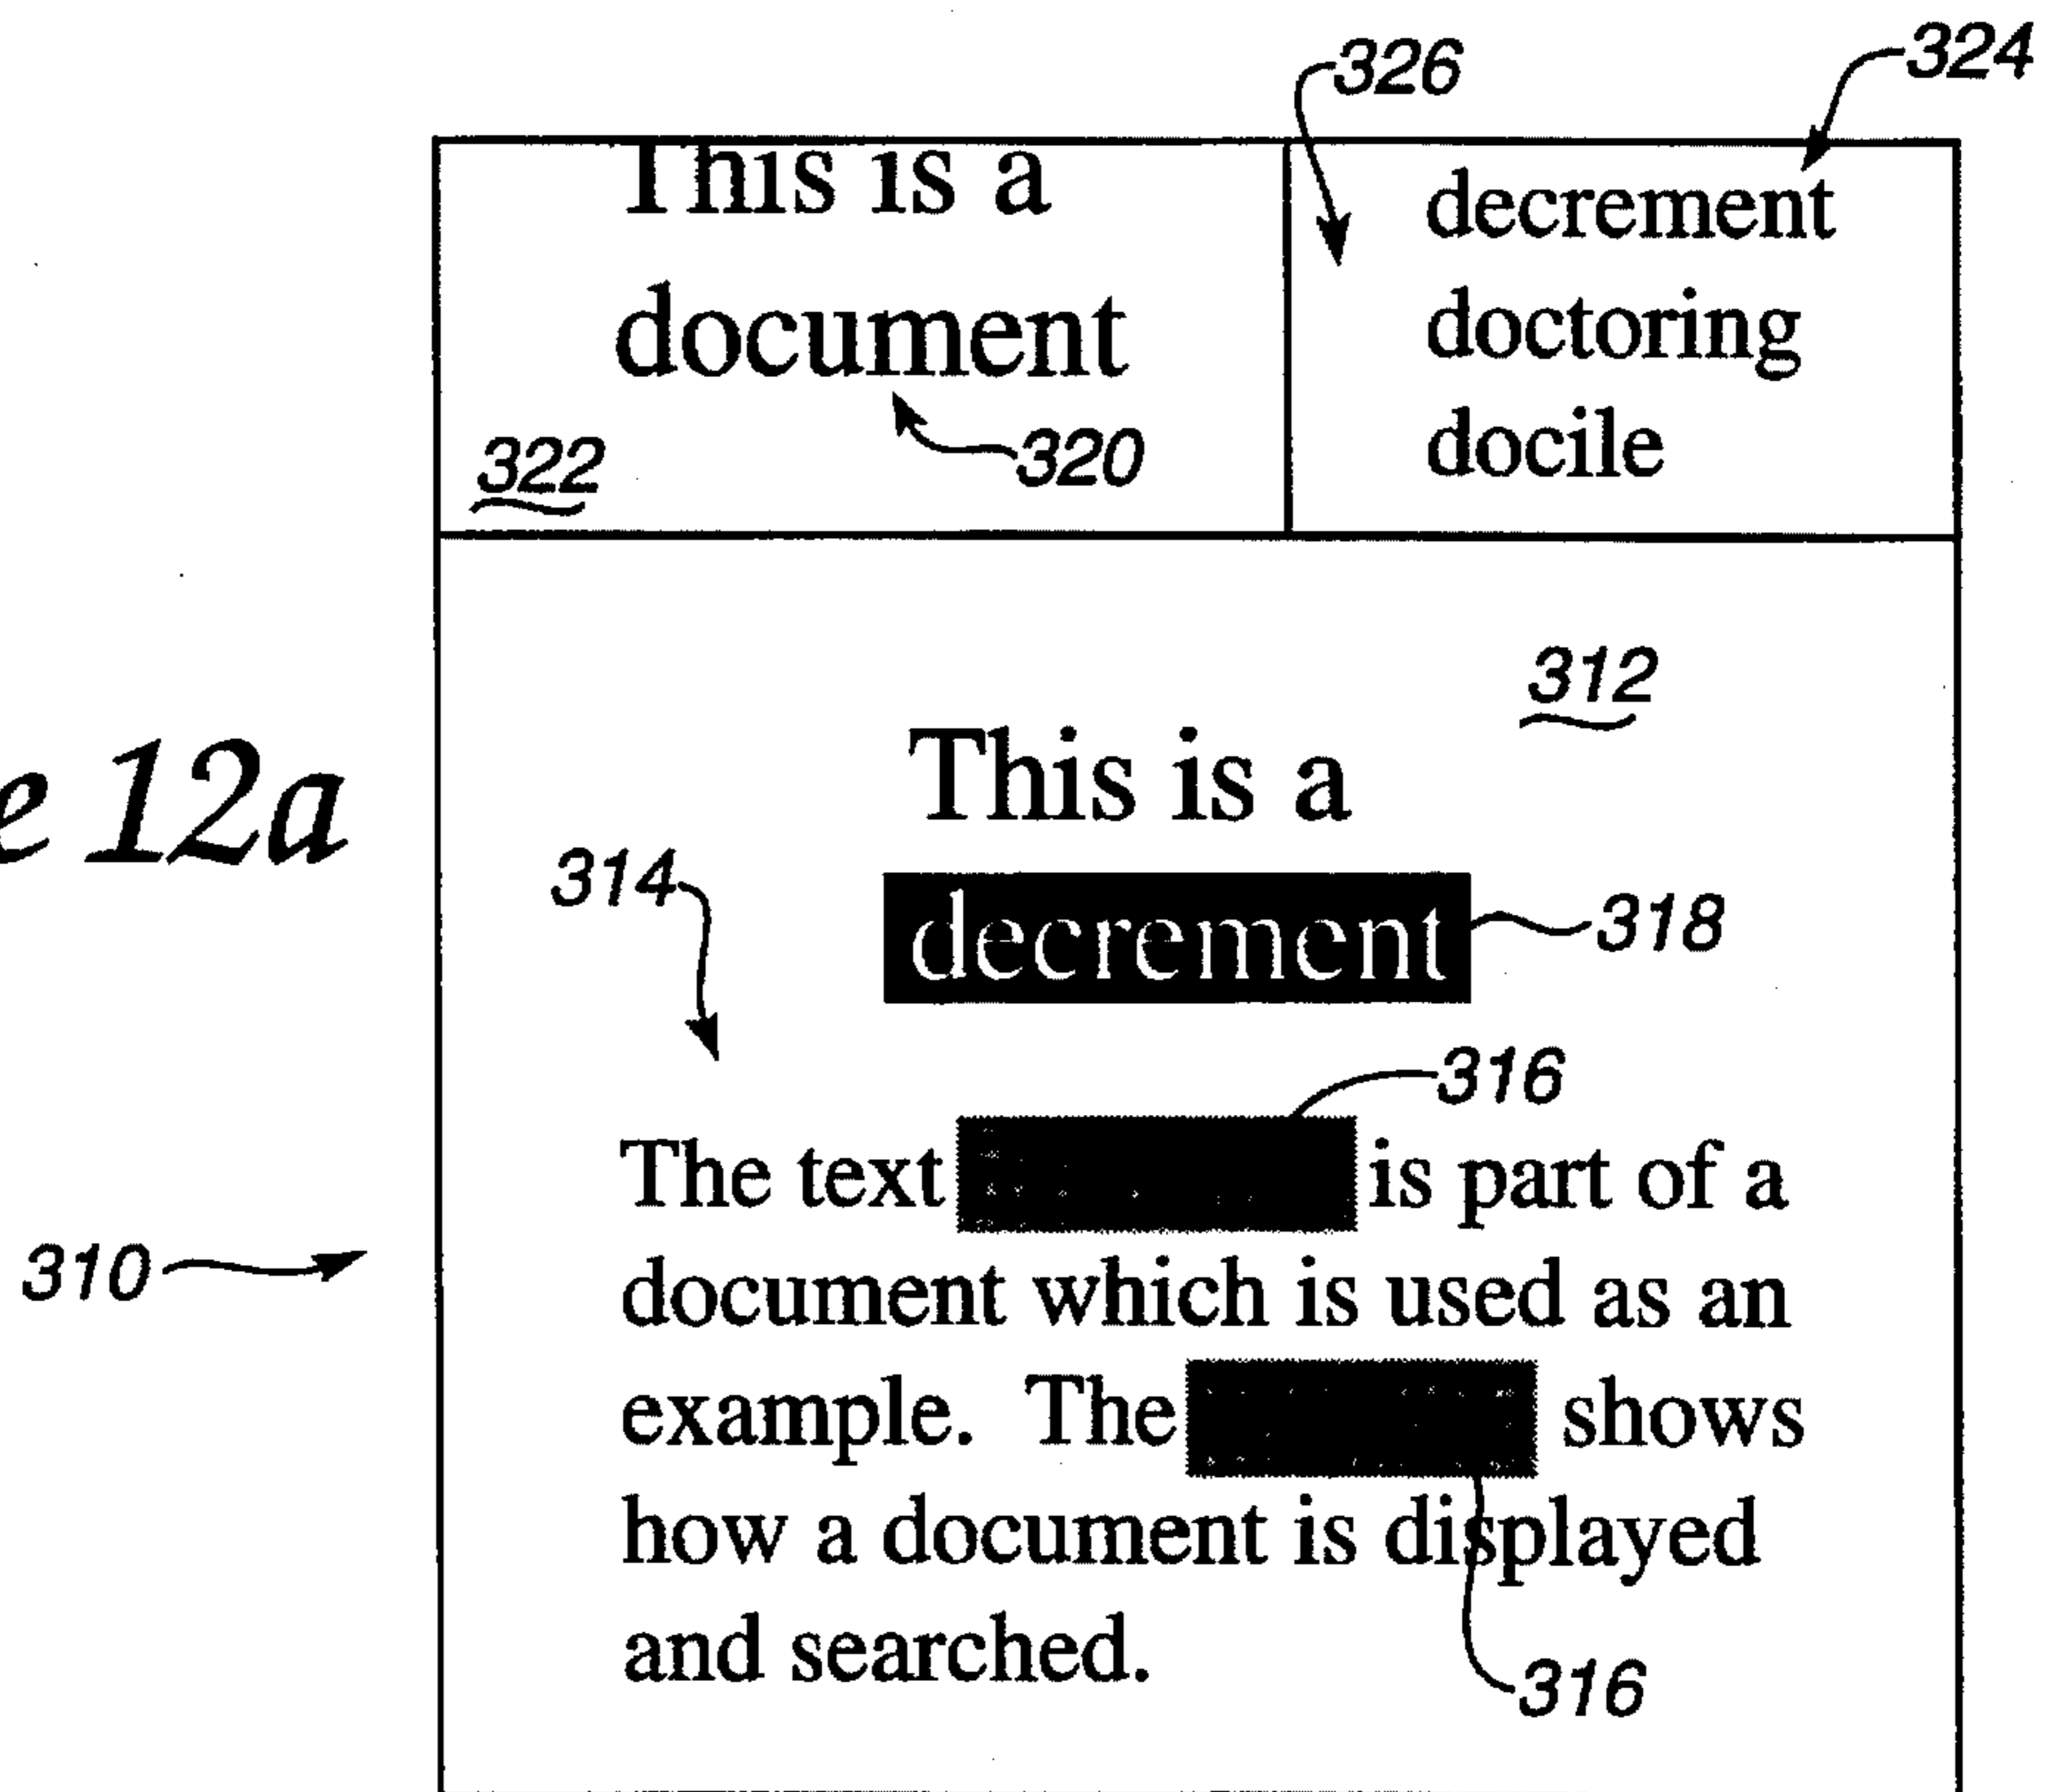 326
324
This is a
document
322
320
decrement
doctoring
docile
312
e 12a
This is a
314
decrement
318
316
The text is part of a
310
document which is used as an
example. The shows
how a document is displayed
and searched.
316